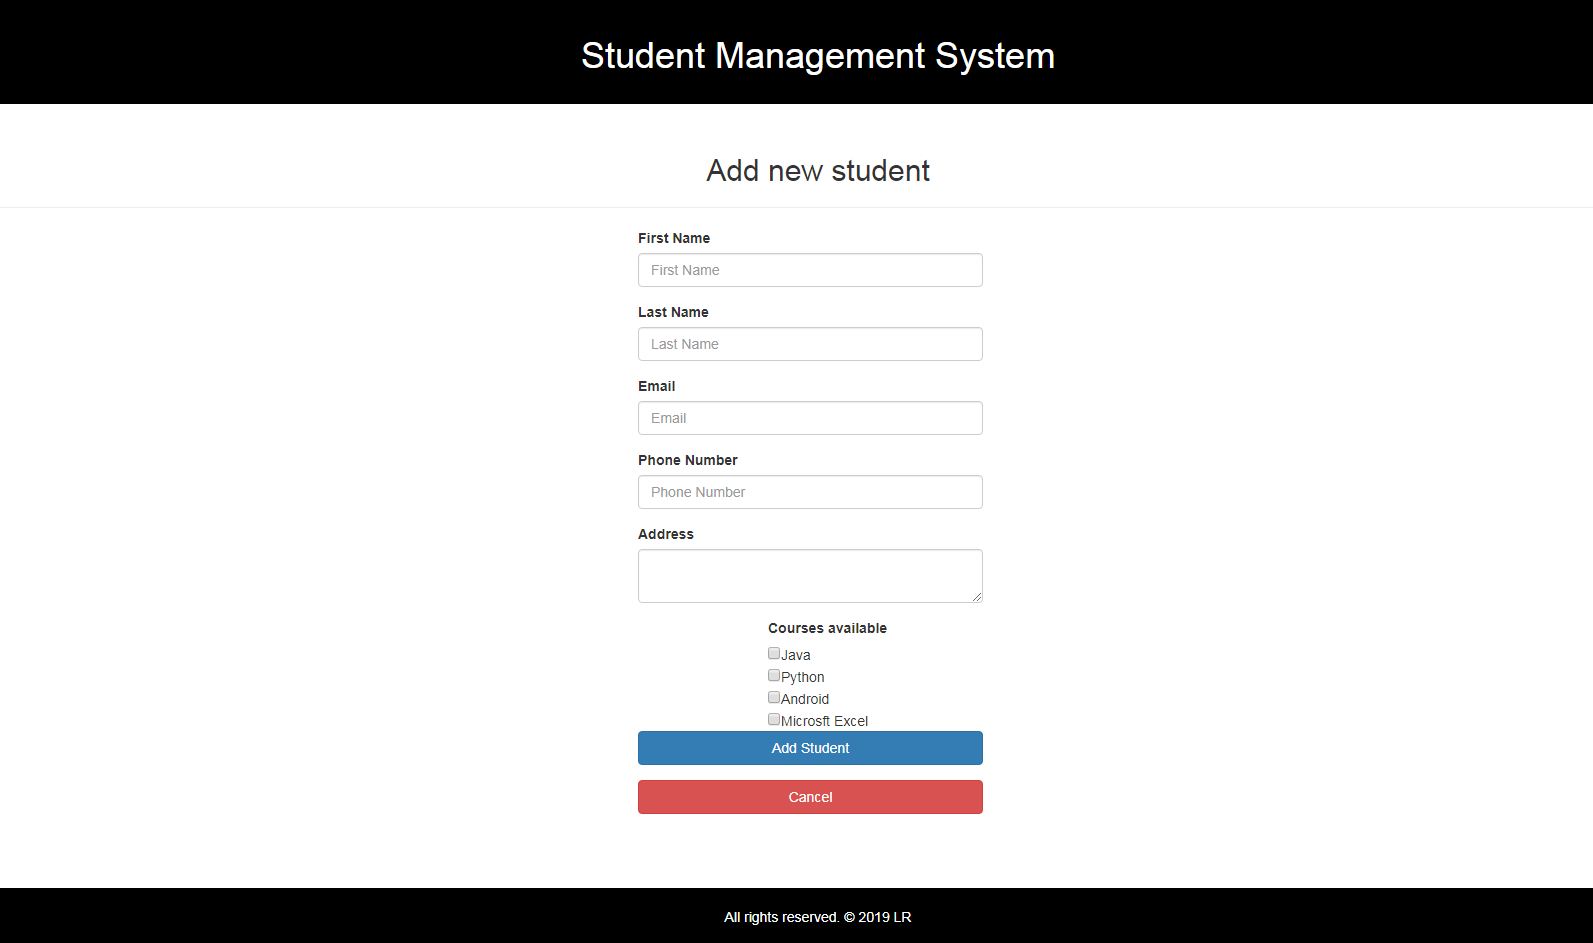 Student Management System
Add new student
First Name
First Name
Last Name
Last Name
Email
Email
Phone Number
Phone Number
Address
Courses available
Java
Python
Android
Microsft Excel
Add Student
Cancel
All rights reserved. © 2019 LR